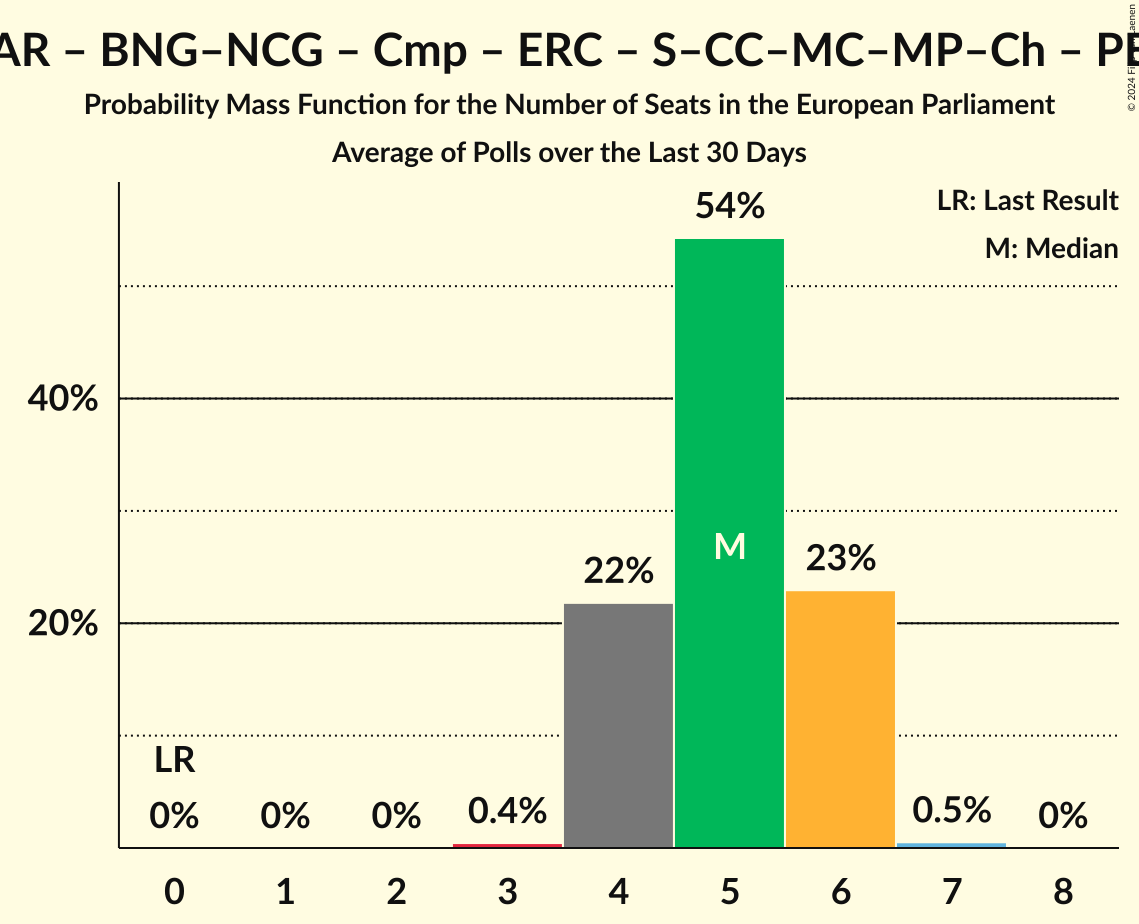 AR – BNG–NCG – Cmp – ERC – S–CC–MC–MP–Ch –
Probability Mass Function for the Number of Seats in the European Parliament
Average of Polls over the Last 30 Days
© 2024
LR: Last Result
M: Median
54%
40%
M
22%
23%
20%
LR
0%
0%
0%
0.4%
0.5%
0%
0 1 2 3 4 5 6 7 8